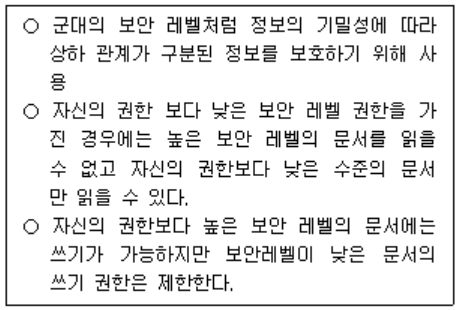 ○ 군대의 보안 레벨처럼 정보의 기밀성에 따라
상하 관계가 구분된 정보를 보호하기 위해 사
용
○ 자신의 권한 보다 낮은 보안 레벨 권한을 가
진 경우에는 높은 보안 레벨의 문서를 읽을
수 없고 자신의 권한보다 낮은 수준의 문서
만 읽을 수 있다.
○ 자신의 권한보다 높은 보안 레벨의 문서에는
쓰기가 가능하지만 보안레벨이 낮은 문서의
쓰기 권한은 제한한다.